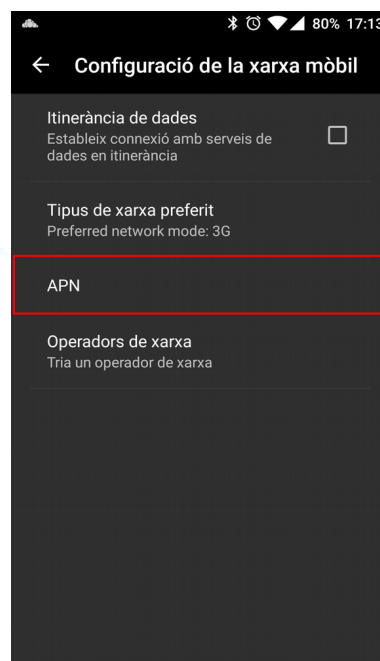 80% 17:13
Configuració de la xarxa mòbil
Itinerància de dades
Estableix connexió amb serveis de
dades en itinerància
Tipus de xarxa preferit
Preferred network mode: 3G
APN
Operadors de xarxa
Tria un operador de xarxa